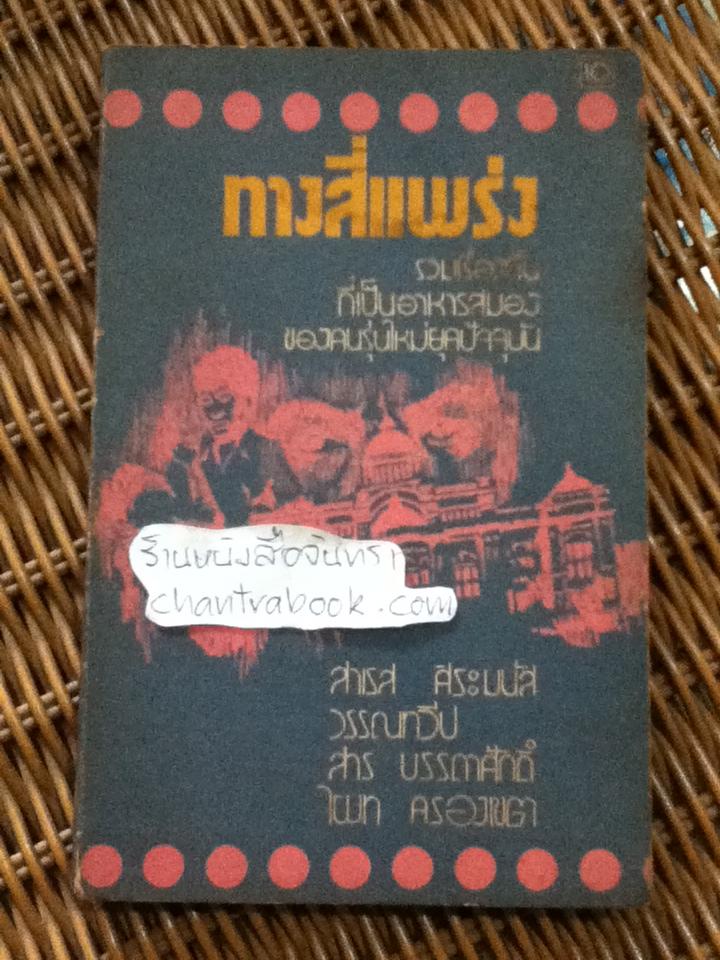 ทางสี่แพร่ง
รวมเรื่องสั้น
ที่เป็นอาหารสมอง
ของคนรุ่นใหม่ยุคปัจจุบัน
ร้านหนังสือจันทรา
chantrabook.com
สาเรส ศิระมนัส
วรรณทวีป
สาร บรรดาศักดิ์
ไผท ครองเขตา